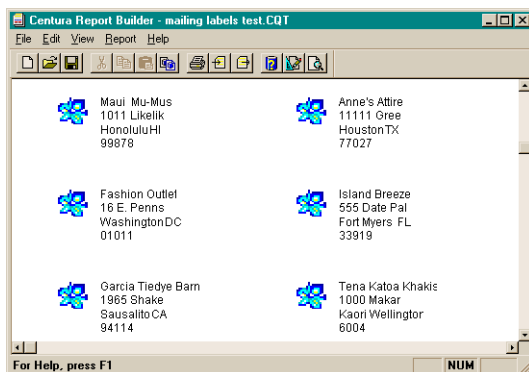 Centura Report Builder - mailing labels test.CQT
File Edit View Report Help
Maui Mu-Mus
1011 Likelik
HonoluluHI
99878
Anne's Attire
11111 Gree
HoustonTX
77027
Fashion Outlet
16 E. Penns
WashingtonDC
01011
Island Breeze
555 Date Pal
Fort Myers FL
33919
Garcia Tiedye Barn
1965 Shake
SausalitoCA
94114
Tena Katoa Khakis
1000 Makar
Kaori Wellington
6004
For Help, press F1
NUM